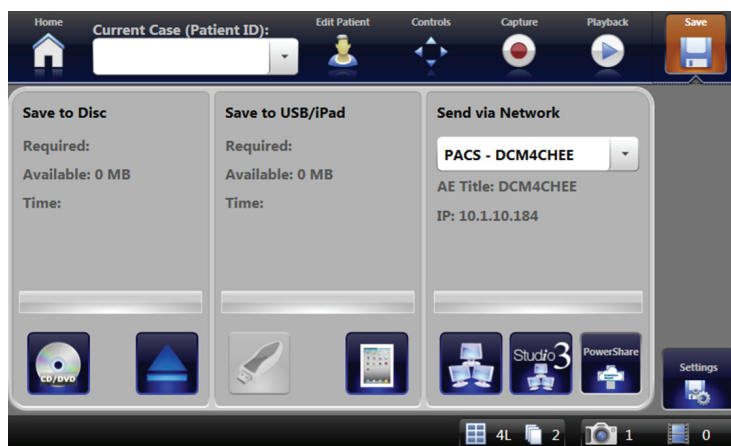 Home
Current Case (Patient ID):
Edit Patient
Controls
Capture
Playback
Save
Save to Disc
Required:
Available: 0 MB
Time:
CD/DVD
Save to USB/iPad
Required:
Available: 0 MB
Time:
Send via Network
PACS - DCM4CHEE
AE Title: DCM4CHEE
IP: 10.1.10.184
Studio3
PowerShare
Settings
4L 2 1 0